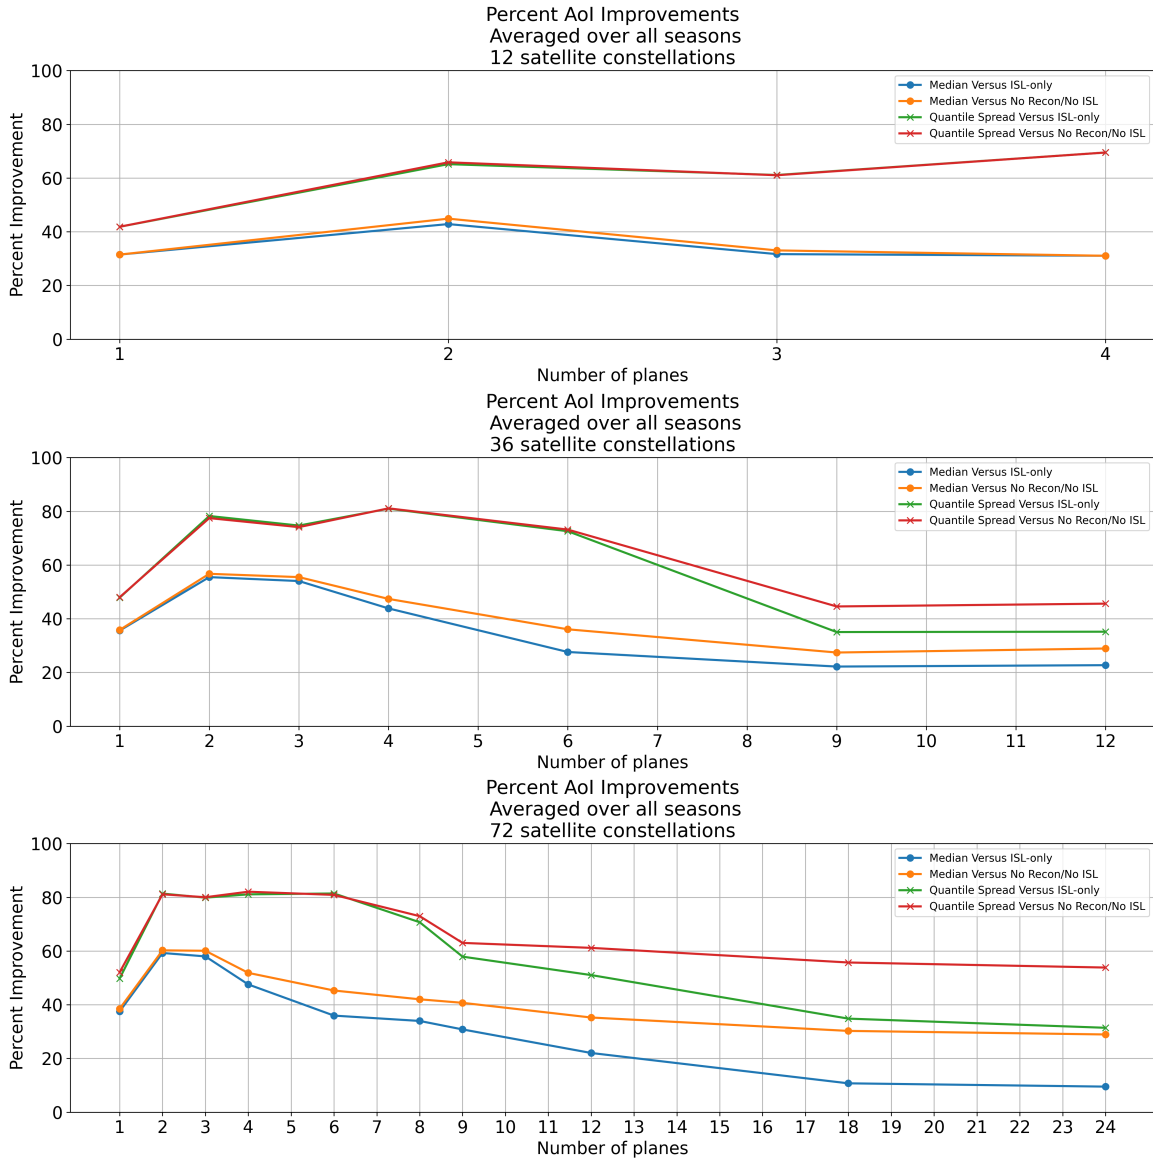 Percent AoI Improvements
Averaged over all seasons
12 satellite constellations
100
80
60
40
20
0
Percent Improvement
Median Versus ISL-only
Median Versus No Recon/No ISL
Quantile Spread Versus ISL-only
Quantile Spread Versus No Recon/No ISL
1 2 3 4
Number of planes
Percent AoI Improvements
Averaged over all seasons
36 satellite constellations
100
80
60
40
20
0
Percent Improvement
Median Versus ISL-only
Median Versus No Recon/No ISL
Quantile Spread Versus ISL-only
Quantile Spread Versus No Recon/No ISL
1 2 3 4 5 6 7 8 9 10 11 12
Number of planes
Percent AoI Improvements
Averaged over all seasons
72 satellite constellations
100
80
60
40
20
0
Percent Improvement
Median Versus ISL-only
Median Versus No Recon/No ISL
Quantile Spread Versus ISL-only
Quantile Spread Versus No Recon/No ISL
1 2 3 4 5 6 7 8 9 10 11 12 13 14 15 16 17 18 19 20 21 22 23 24
Number of planes